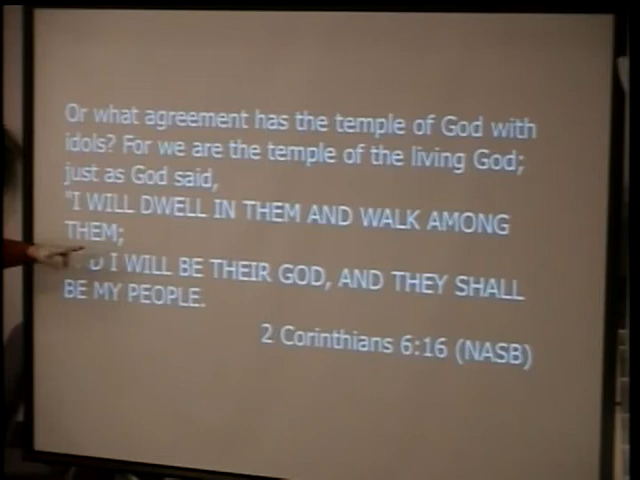 Or what agreement has the temple of God with
idols? For we are the temple of the living God;
just as God said,
"I WILL DWELL IN THEM AND WALK AMONG
THEM;
D I WILL BE THEIR GOD, AND THEY SHALL
BE MY PEOPLE.
2 Corinthians 6:16 (NASB)